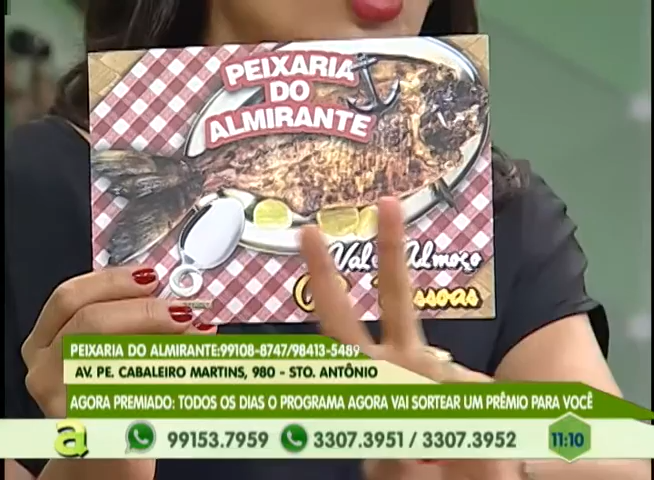 PEIXARIA
DO
ALMIRANTE
Val Almoço
Pessoas
PEIXARIA DO ALMIRANTE:99108-8747/98413-5489
AV. PE. CABALEIRO MARTINS, 980 - STO. ANTÔNIO
AGORA PREMIADO: TODOS OS DIAS O PROGRAMA AGORA VAI SORTEAR UM PRÊMIO PARA VOCÊ
a 99153.7959 3307.3951 / 3307.3952 11:10